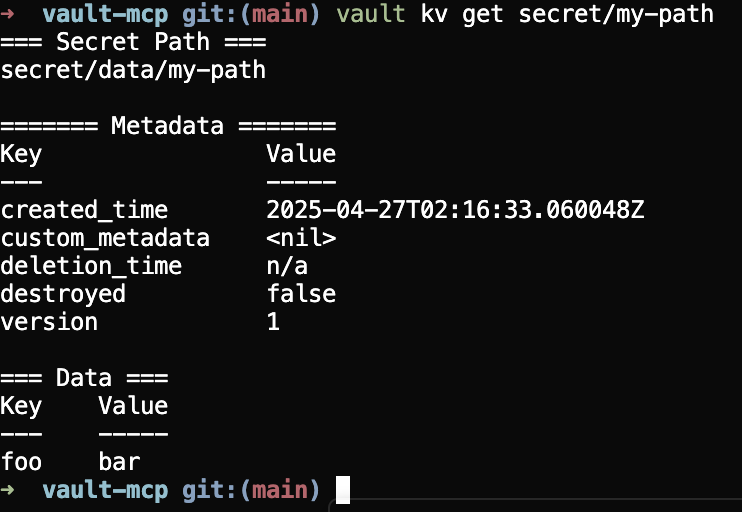 → vault-mcp git:(main) vault kv get secret/my-path
=== Secret Path ===
secret/data/my-path

======= Metadata =======
Key                Value
---                -----
created_time       2025-04-27T02:16:33.060048Z
custom_metadata    <nil>
deletion_time      n/a
destroyed          false
version            1

=== Data ===
Key    Value
---    -----
foo    bar
→ vault-mcp git:(main)